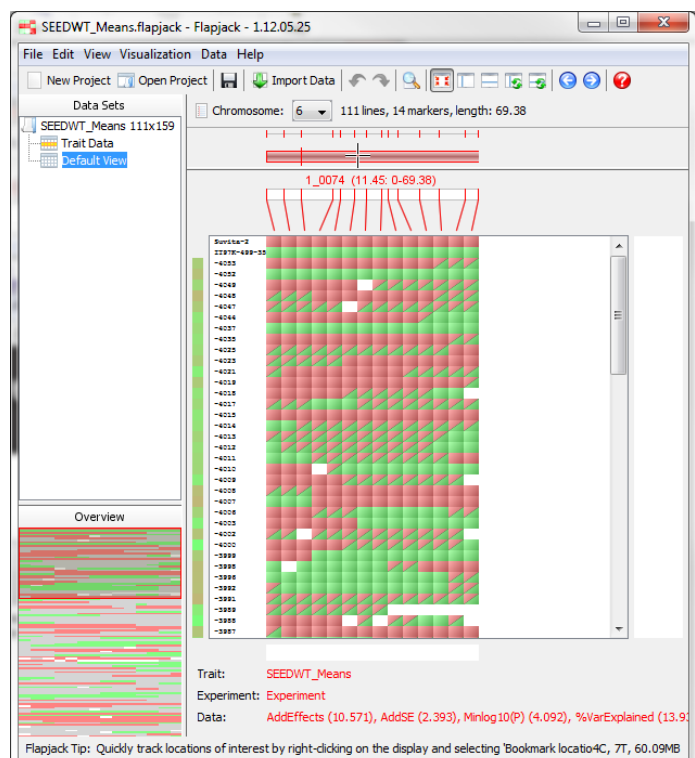 SEEDWT_Means.flapjack - Flapjack - 1.12.05.25
File Edit View Visualization Data Help
New Project Open Project Import Data
Data Sets
SEEDWT_Means 111x159
Trait Data
Default View
Chromosome: 6 111 lines, 14 markers, length: 69.38
1_0074 (11.45: 0-69.38)
Suvita-2
IT97K-499-35
-4053
-4052
-4049
-4048
-4047
-4044
-4037
-4035
-4025
-4023
-4021
-4019
-4018
-4017
-4015
-4014
-4013
-4012
-4011
-4010
-4009
-4008
-4007
-4006
-4003
-4002
-4000
-3999
-3995
-3996
-3992
-3991
-3989
-3988
-3987
Overview
Trait: SEEDWT_Means
Experiment: Experiment
Data: AddEffects (10.571), AddSE (2.393), Minlog10(P) (4.092), %VarExplained (13.93
Flapjack Tip: Quickly track locations of interest by right-clicking on the display and selecting 'Bookmark locatio4C, 7T, 60.09MB